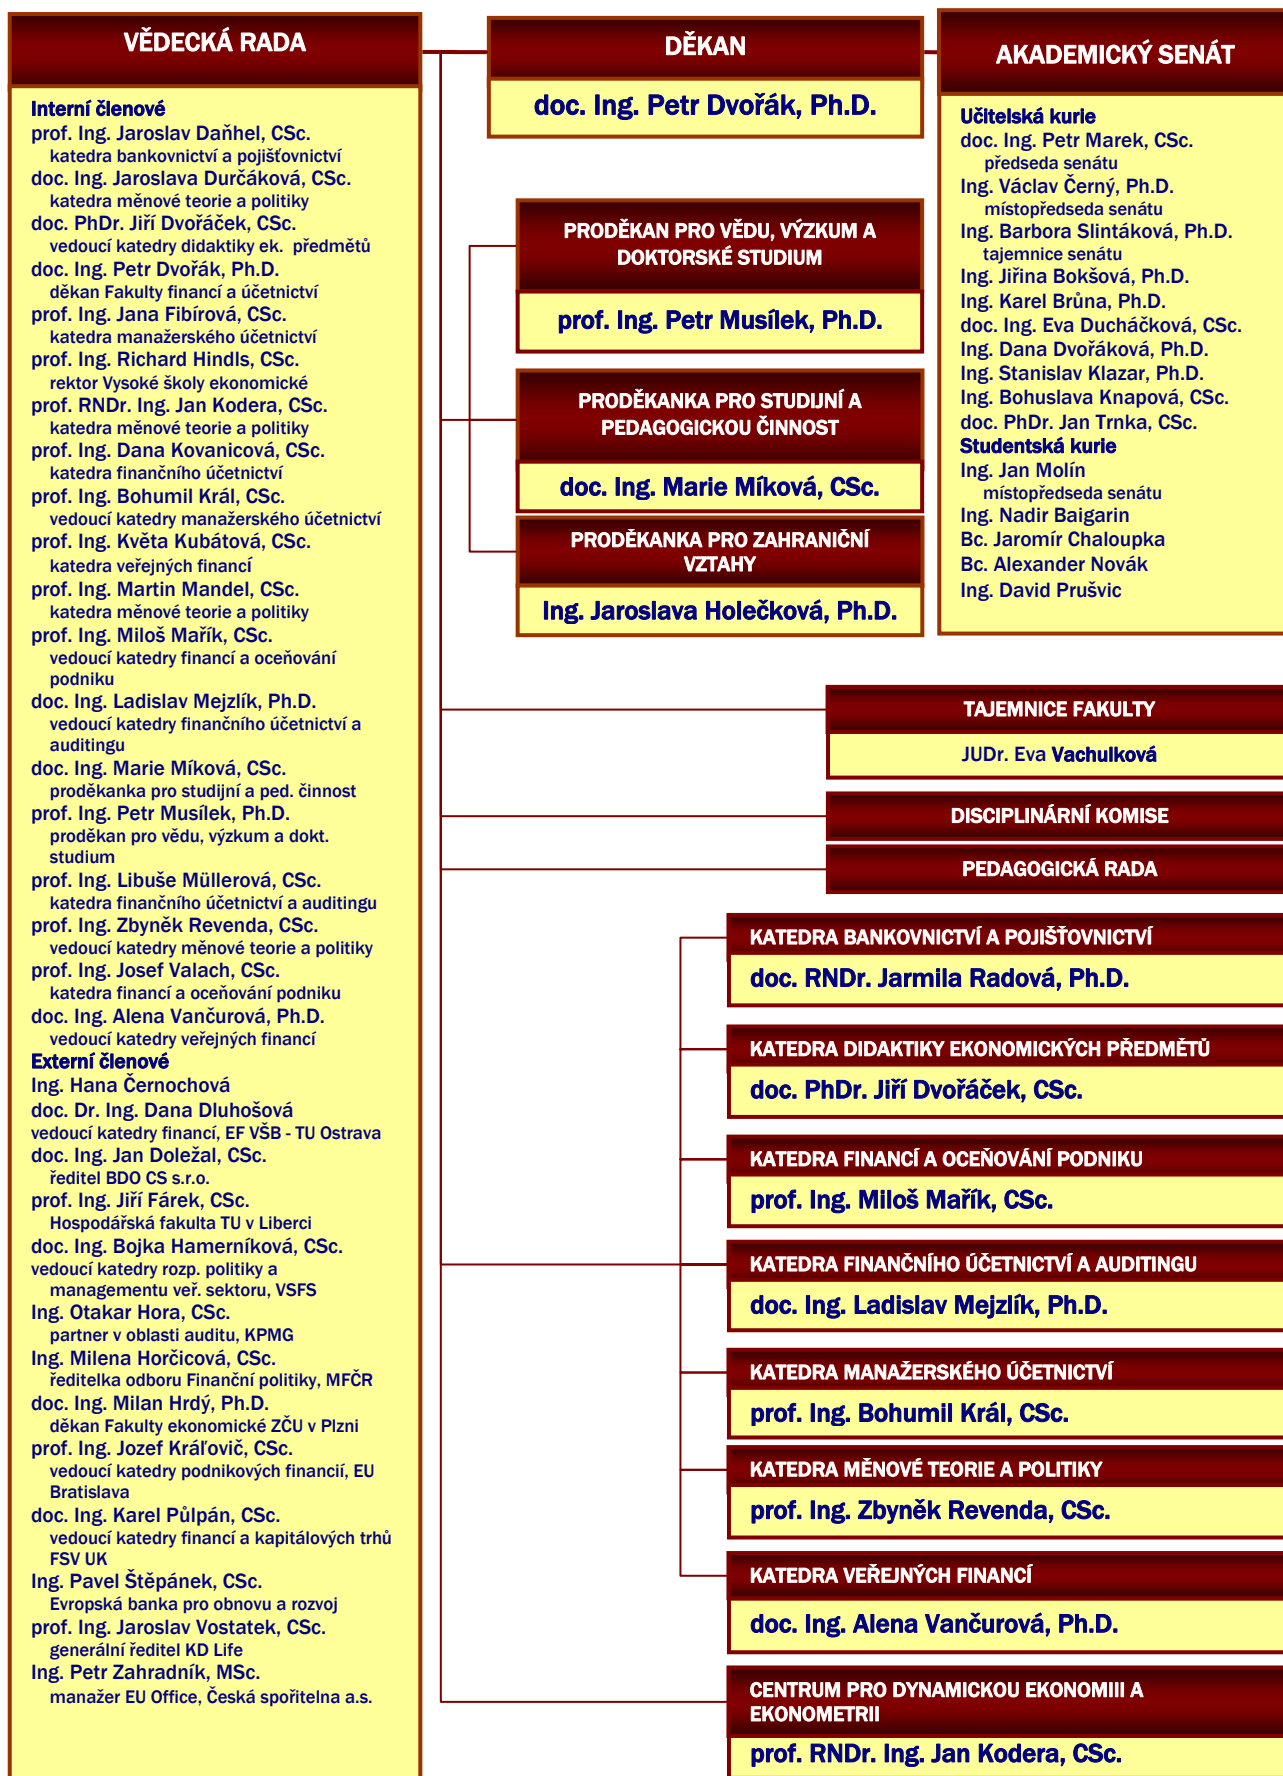 VĚDECKÁ RADA
Interní členové
prof. Ing. Jaroslav Daňhel, CSc.
katedra bankovnictví a pojišťovnictví
doc. Ing. Jaroslava Durčáková, CSc.
katedra měnové teorie a politiky
doc. PhDr. Jiří Dvořáček, CSc.
vedoucí katedry didaktiky ek. předmětů
doc. Ing. Petr Dvořák, Ph.D.
děkan Fakulty financí a účetnictví
prof. Ing. Jana Fibírová, CSc.
katedra manažerského účetnictví
prof. Ing. Richard Hindls, CSc.
rektor Vysoké školy ekonomické
prof. RNDr. Ing. Jan Kodera, CSc.
katedra měnové teorie a politiky
prof. Ing. Dana Kovanicová, CSc.
katedra finančního účetnictví
prof. Ing. Bohumil Král, CSc.
vedoucí katedry manažerského účetnictví
prof. Ing. Květa Kubátová, CSc.
katedra veřejných financí
prof. Ing. Martin Mandel, CSc.
katedra měnové teorie a politiky
prof. Ing. Miloš Mařík, CSc.
vedoucí katedry financí a oceňování
podniku
doc. Ing. Ladislav Mejzlík, Ph.D.
vedoucí katedry finančního účetnictví a
auditingu
doc. Ing. Marie Míková, CSc.
proděkanka pro studijní a ped. činnost
prof. Ing. Petr Musílek, Ph.D.
proděkan pro vědu, výzkum a dokt.
studium
prof. Ing. Libuše Müllerová, CSc.
katedra finančního účetnictví a auditingu
prof. Ing. Zbyněk Revenda, CSc.
vedoucí katedry měnové teorie a politiky
prof. Ing. Josef Valach, CSc.
katedra financí a oceňování podniku
doc. Ing. Alena Vančurová, Ph.D.
vedoucí katedry veřejných financí
Externí členové
Ing. Hana Černochová
doc. Dr. Ing. Dana Dluhošová
vedoucí katedry financí, EF VŠB - TU Ostrava
doc. Ing. Jan Doležal, CSc.
ředitel BDO CS s.r.o.
prof. Ing. Jiří Fárek, CSc.
Hospodářská fakulta TU v Liberci
doc. Ing. Bojka Hamerníková, CSc.
vedoucí katedry rozp. politiky a
managementu veř. sektoru, VSFS
Ing. Otakar Hora, CSc.
partner v oblasti auditu, KPMG
Ing. Milena Horčicová, CSc.
ředitelka odboru Finanční politiky, MFČR
doc. Ing. Milan Hrdý, Ph.D.
děkan Fakulty ekonomické ZČU v Plzni
prof. Ing. Jozef Kráľovič, CSc.
vedoucí katedry podnikových financií, EU
Bratislava
doc. Ing. Karel Půlpán, CSc.
vedoucí katedry financí a kapitálových trhů
FSV UK
Ing. Pavel Štěpánek, CSc.
Evropská banka pro obnovu a rozvoj
prof. Ing. Jaroslav Vostatek, CSc.
generální ředitel KD Life
Ing. Petr Zahradník, MSc.
manažer EU Office, Česká spořitelna a.s.
DĚKAN
doc. Ing. Petr Dvořák, Ph.D.
PRODĚKAN PRO VĚDU, VÝZKUM A
DOKTORSKÉ STUDIUM
prof. Ing. Petr Musílek, Ph.D.
PRODĚKANKA PRO STUDIJNÍ A
PEDAGOGICKOU ČINNOST
doc. Ing. Marie Míková, CSc.
PRODĚKANKA PRO ZAHRANIČNÍ
VZTAHY
Ing. Jaroslava Holečková, Ph.D.
AKADEMICKÝ SENÁT
Učitelská kurie
doc. Ing. Petr Marek, CSc.
předseda senátu
Ing. Václav Černý, Ph.D.
místopředseda senátu
Ing. Barbora Slintáková, Ph.D.
tajemnice senátu
Ing. Jiřina Bokšová, Ph.D.
Ing. Karel Brůna, Ph.D.
doc. Ing. Eva Ducháčková, CSc.
Ing. Dana Dvořáková, Ph.D.
Ing. Stanislav Klazar, Ph.D.
Ing. Bohuslava Knapová, CSc.
doc. PhDr. Jan Trnka, CSc.
Studentská kurie
Ing. Jan Molín
místopředseda senátu
Ing. Nadir Baigarin
Bc. Jaromír Chaloupka
Bc. Alexander Novák
Ing. David Prušvic
TAJEMNICE FAKULTY
JUDr. Eva Vachulková
DISCIPLINÁRNÍ KOMISE
PEDAGOGICKÁ RADA
KATEDRA BANKOVNICTVÍ A POJIŠŤOVNICTVÍ
doc. RNDr. Jarmila Radová, Ph.D.
KATEDRA DIDAKTIKY EKONOMICKÝCH PŘEDMĚTŮ
doc. PhDr. Jiří Dvořáček, CSc.
KATEDRA FINANCÍ A OCEŇOVÁNÍ PODNIKU
prof. Ing. Miloš Mařík, CSc.
KATEDRA FINANČNÍHO ÚČETNICTVÍ A AUDITINGU
doc. Ing. Ladislav Mejzlík, Ph.D.
KATEDRA MANAŽERSKÉHO ÚČETNICTVÍ
prof. Ing. Bohumil Král, CSc.
KATEDRA MĚNOVÉ TEORIE A POLITIKY
prof. Ing. Zbyněk Revenda, CSc.
KATEDRA VEŘEJNÝCH FINANCÍ
doc. Ing. Alena Vančurová, Ph.D.
CENTRUM PRO DYNAMICKOU EKONOMIII A
EKONOMETRII
prof. RNDr. Ing. Jan Kodera, CSc.